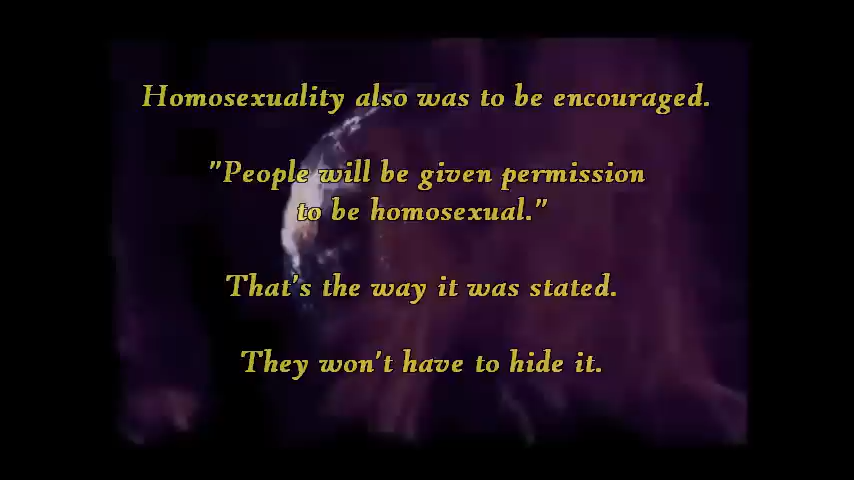 Homosexuality also was to be encouraged.
"People will be given permission
to be homosexual."
That's the way it was stated.
They won't have to hide it.